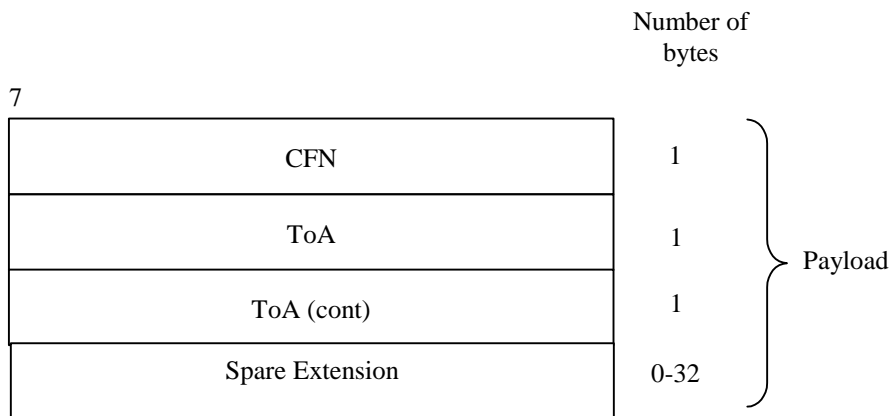 Number of
bytes
7
CFN
1
ToA
1
Payload
ToA (cont)
1
Spare Extension
0-32